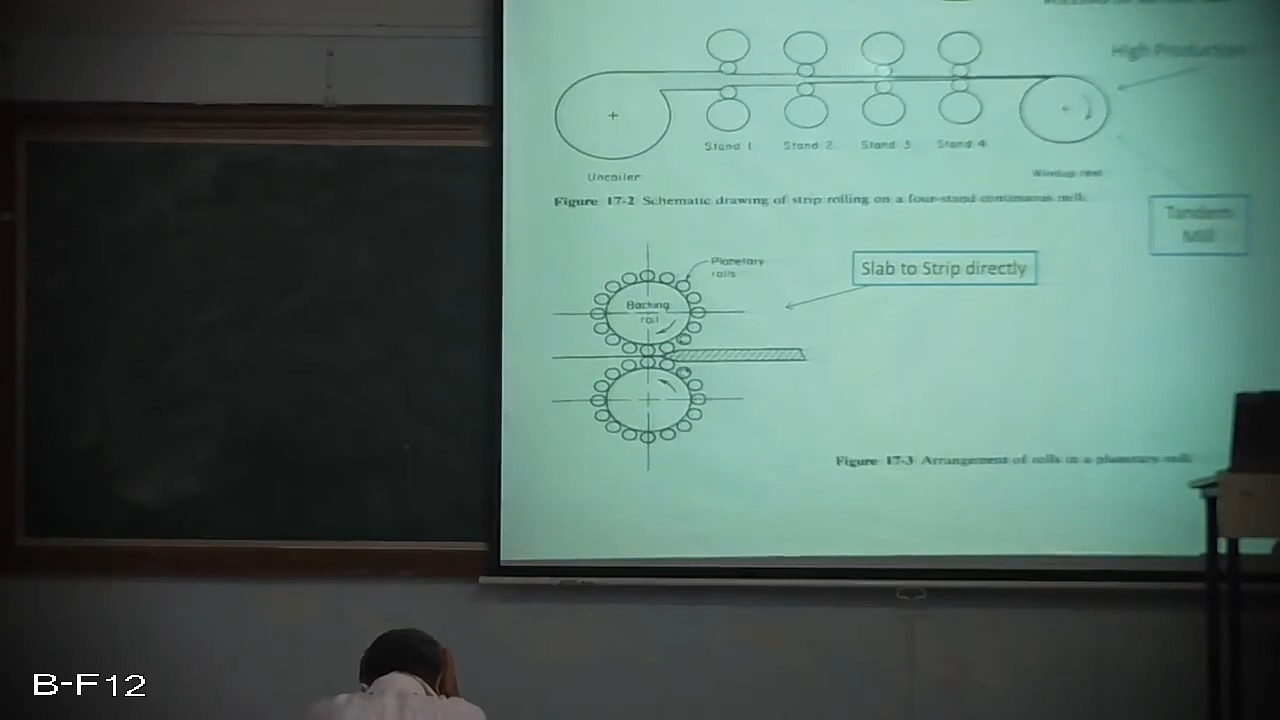 High Production
Stand 1 Stand 2 Stand 3 Stand 4
Uncoiler
Windup reel
Figure 17-2 Schematic drawing of strip rolling on a four-stand continuous mill.
Tandem
Mill
Planetary
rolls
Slab to Strip directly
Backing
roll
Figure 17-3 Arrangement of rolls in a planetary mill.
B-F12